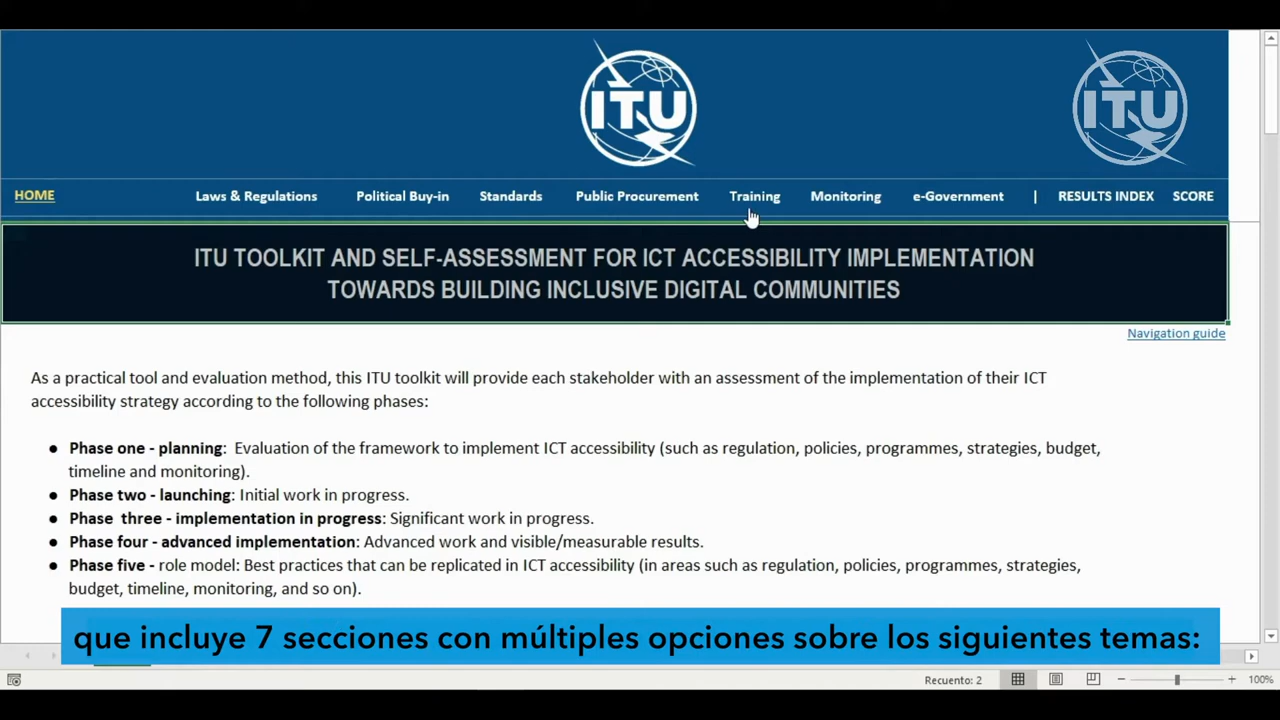 ITU
ITU
HOME Laws & Regulations Political Buy-in Standards Public Procurement Training Monitoring e-Government | RESULTS INDEX SCORE
ITU TOOLKIT AND SELF-ASSESSMENT FOR ICT ACCESSIBILITY IMPLEMENTATION
TOWARDS BUILDING INCLUSIVE DIGITAL COMMUNITIES
Navigation guide
As a practical tool and evaluation method, this ITU toolkit will provide each stakeholder with an assessment of the implementation of their ICT
accessibility strategy according to the following phases:
● Phase one - planning: Evaluation of the framework to implement ICT accessibility (such as regulation, policies, programmes, strategies, budget,
timeline and monitoring).
● Phase two - launching: Initial work in progress.
● Phase three - implementation in progress: Significant work in progress.
● Phase four - advanced implementation: Advanced work and visible/measurable results.
● Phase five - role model: Best practices that can be replicated in ICT accessibility (in areas such as regulation, policies, programmes, strategies,
budget, timeline, monitoring, and so on).
que incluye 7 secciones con múltiples opciones sobre los siguientes temas:
Recuento: 2 100%